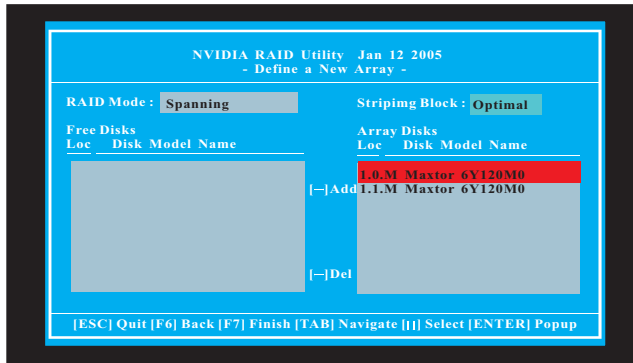 NVIDIA RAID Utility Jan 12 2005
- Define a New Array -
RAID Mode : Spanning
Stripimg Block : Optimal
Free Disks
Loc Disk Model Name
Array Disks
Loc Disk Model Name
1.0.M Maxtor 6Y120M0
[—]Add
1.1.M Maxtor 6Y120M0
[—]Del
[ESC] Quit [F6] Back [F7] Finish [TAB] Navigate [||] Select [ENTER] Popup